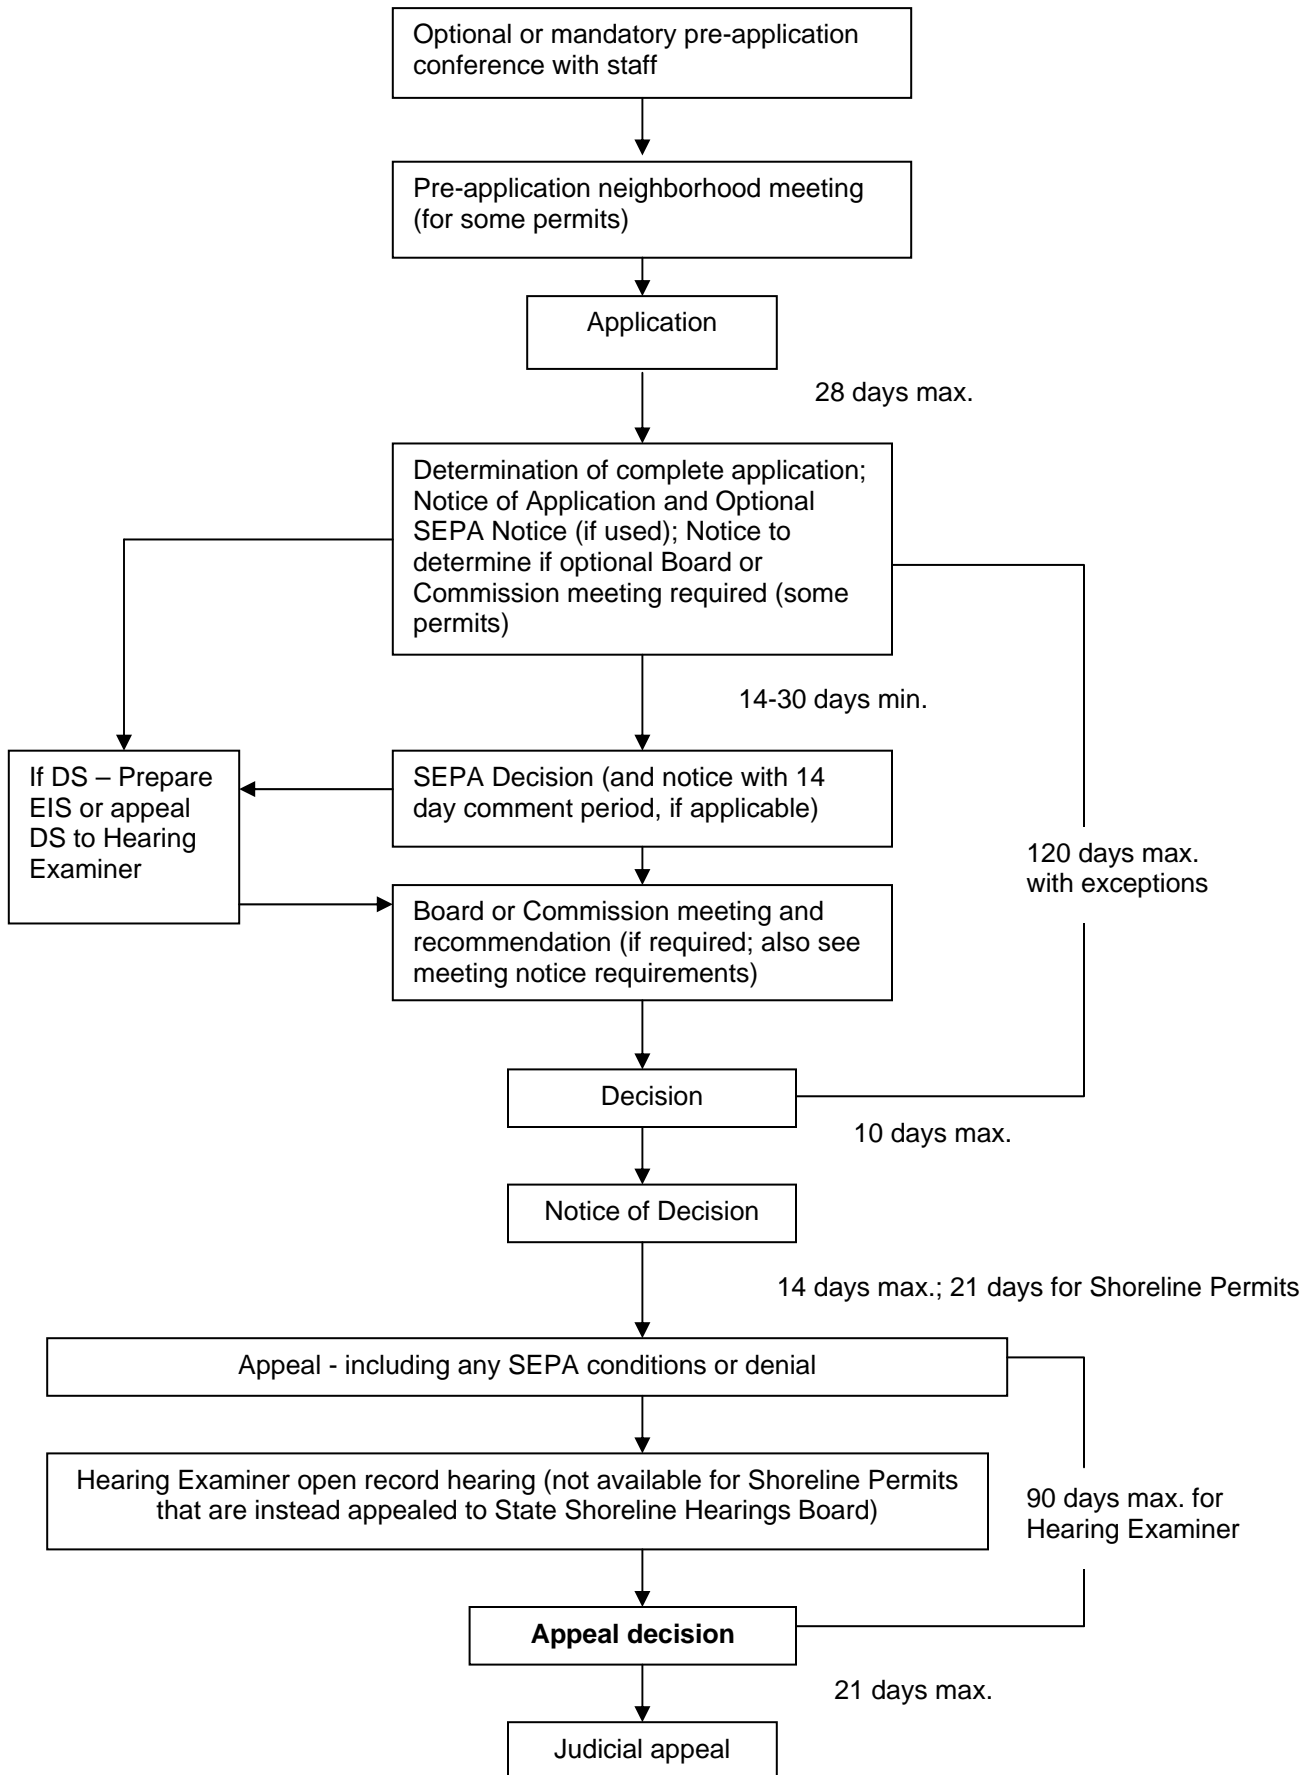 Optional or mandatory pre-application
conference with staff
Pre-application neighborhood meeting
(for some permits)
Application
28 days max.
Determination of complete application;
Notice of Application and Optional
SEPA Notice (if used); Notice to
determine if optional Board or
Commission meeting required (some
permits)
14-30 days min.
If DS – Prepare
EIS or appeal
DS to Hearing
Examiner
SEPA Decision (and notice with 14
day comment period, if applicable)
120 days max.
with exceptions
Board or Commission meeting and
recommendation (if required; also see
meeting notice requirements)
Decision
10 days max.
Notice of Decision
14 days max.; 21 days for Shoreline Permits
Appeal - including any SEPA conditions or denial
Hearing Examiner open record hearing (not available for Shoreline Permits
that are instead appealed to State Shoreline Hearings Board)
90 days max. for
Hearing Examiner
Appeal decision
21 days max.
Judicial appeal